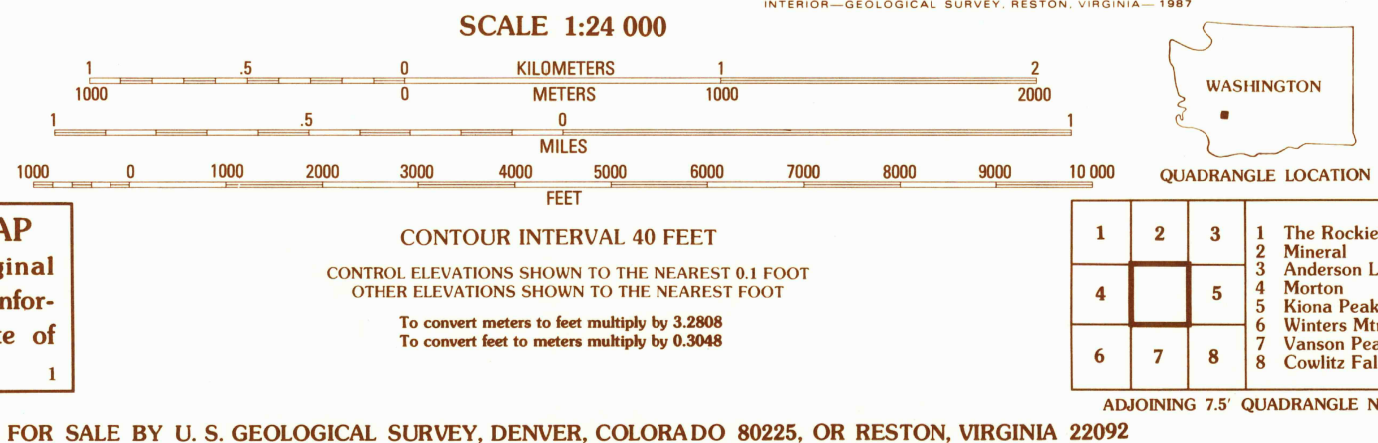 INTERIOR—GEOLOGICAL SURVEY, RESTON, VIRGINIA—1987
SCALE 1:24 000
1 .5 0 KILOMETERS 1 2
1000 0 METERS 1000 2000
1 .5 0 1
MILES
1000 0 1000 2000 3000 4000 5000 6000 7000 8000 9000 10 000
FEET
WASHINGTON
QUADRANGLE LOCATION
AP
ginal
nfor-
te of
1
CONTOUR INTERVAL 40 FEET
CONTROL ELEVATIONS SHOWN TO THE NEAREST 0.1 FOOT
OTHER ELEVATIONS SHOWN TO THE NEAREST FOOT
To convert meters to feet multiply by 3.2808
To convert feet to meters multiply by 0.3048
1 2 3
4 5
6 7 8
1 The Rockie
2 Mineral
3 Anderson L
4 Morton
5 Kiona Peak
6 Winters Mt
7 Vanson Pea
8 Cowlitz Fal
ADJOINING 7.5′ QUADRANGLE N
FOR SALE BY U. S. GEOLOGICAL SURVEY, DENVER, COLORADO 80225, OR RESTON, VIRGINIA 22092